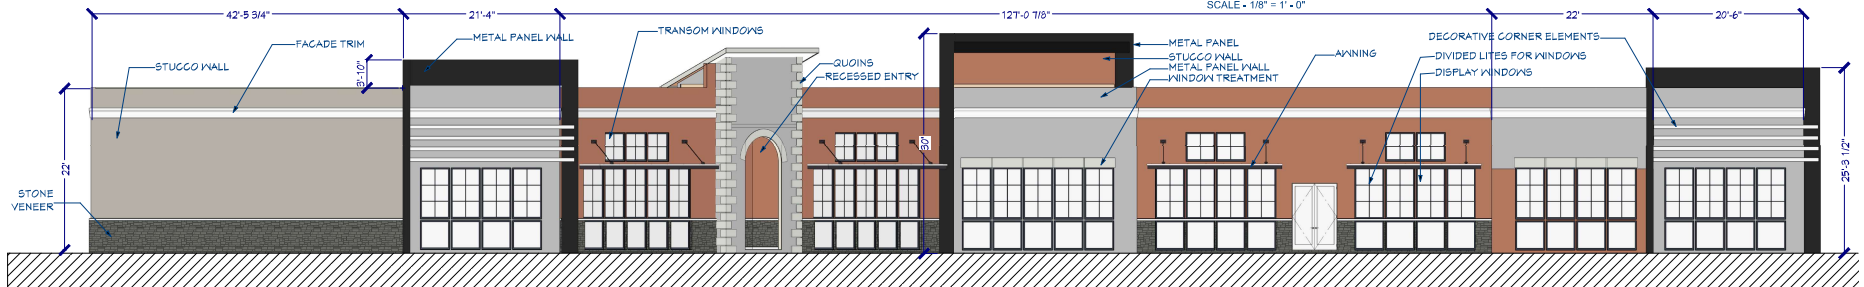 SCALE - 1/8" = 1' - 0"
42'-5 3/4"
21'-4"
127'-0 7/8"
22'
20'-6"
FACADE TRIM
METAL PANEL WALL
TRANSOM WINDOWS
STUCCO WALL
3'-10"
QUOINS
RECESSED ENTRY
METAL PANEL
STUCCO WALL
METAL PANEL WALL
WINDOW TREATMENT
AWNING
DECORATIVE CORNER ELEMENTS
DIVIDED LITES FOR WINDOWS
DISPLAY WINDOWS
22'
30'
25'-3 1/2"
STONE
VENEER